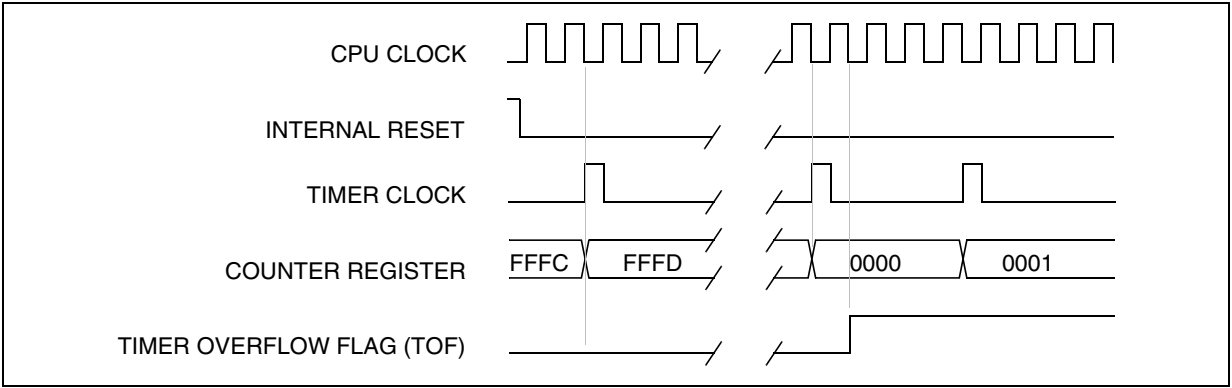 CPU CLOCK
INTERNAL RESET
TIMER CLOCK
COUNTER REGISTER FFFC FFFD 0000 0001
TIMER OVERFLOW FLAG (TOF)